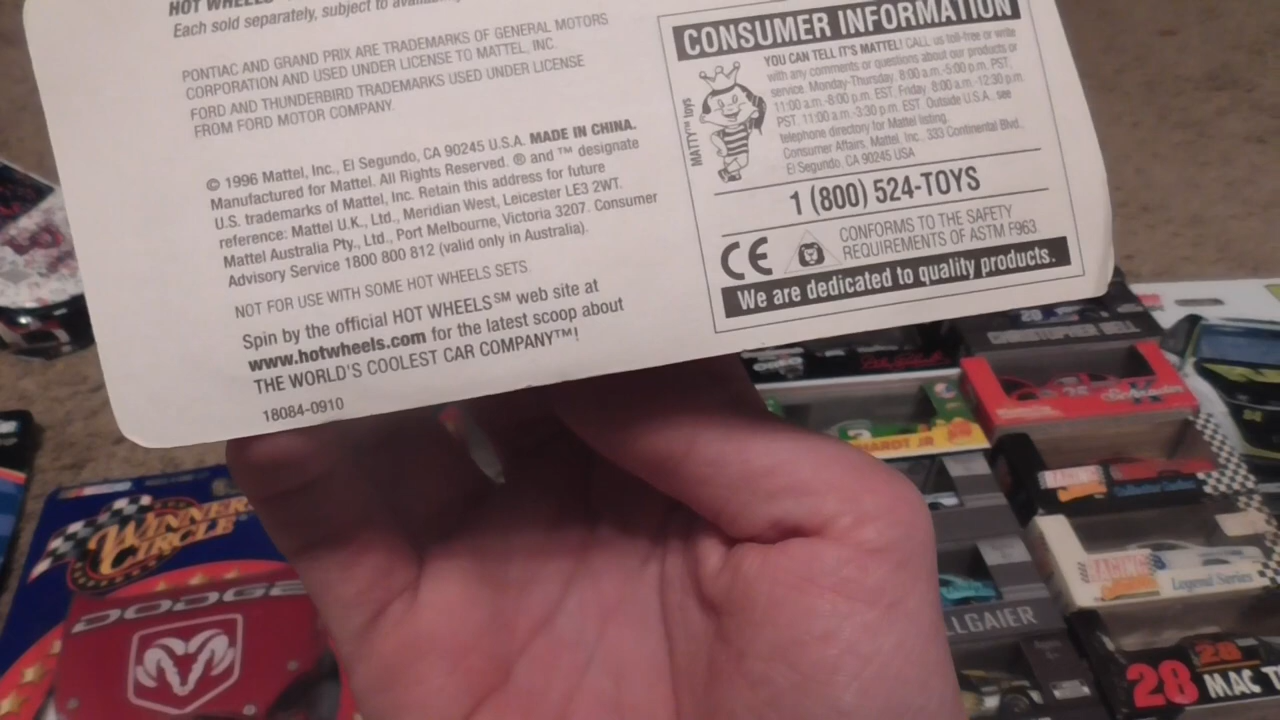 HOT WHEELS
Each sold separately, subject to
PONTIAC AND GRAND PRIX ARE TRADEMARKS OF GENERAL MOTORS
CORPORATION AND USED UNDER LICENSE TO MATTEL, INC.
FORD AND THUNDERBIRD TRADEMARKS USED UNDER LICENSE
FROM FORD MOTOR COMPANY.
© 1996 Mattel, Inc., El Segundo, CA 90245 U.S.A. MADE IN CHINA.
Manufactured for Mattel. All Rights Reserved. ® and ™ designate
U.S. trademarks of Mattel, Inc. Retain this address for future
reference: Mattel U.K., Ltd., Meridian West, Leicester LE3 2WT.
Mattel Australia Pty., Ltd., Port Melbourne, Victoria 3207. Consumer
Advisory Service 1800 800 812 (valid only in Australia).
NOT FOR USE WITH SOME HOT WHEELS SETS.
Spin by the official HOT WHEELS℠ web site at
www.hotwheels.com for the latest scoop about
THE WORLD'S COOLEST CAR COMPANY™!
18084-0910
CONSUMER INFORMATION
MATTY™ toys
YOU CAN TELL IT'S MATTEL! CALL us toll-free or write
with any comments or questions about our products or
service. Monday-Thursday, 8:00 a.m.-5:00 p.m. PST,
11:00 a.m.-8:00 p.m. EST. Friday, 8:00 a.m.-12:30 p.m.
PST, 11:00 a.m.-3:30 p.m. EST. Outside U.S.A., see
telephone directory for Mattel listing.
Consumer Affairs, Mattel, Inc., 333 Continental Blvd.,
El Segundo, CA 90245 USA
1 (800) 524-TOYS
CE
CONFORMS TO THE SAFETY
REQUIREMENTS OF ASTM F963.
We are dedicated to quality products.
WINNER'S
CIRCLE
DODGE
CHRISTOPHER BELL
RACING
RACING
Legend Series
LLGAIER
28
28 MAC T